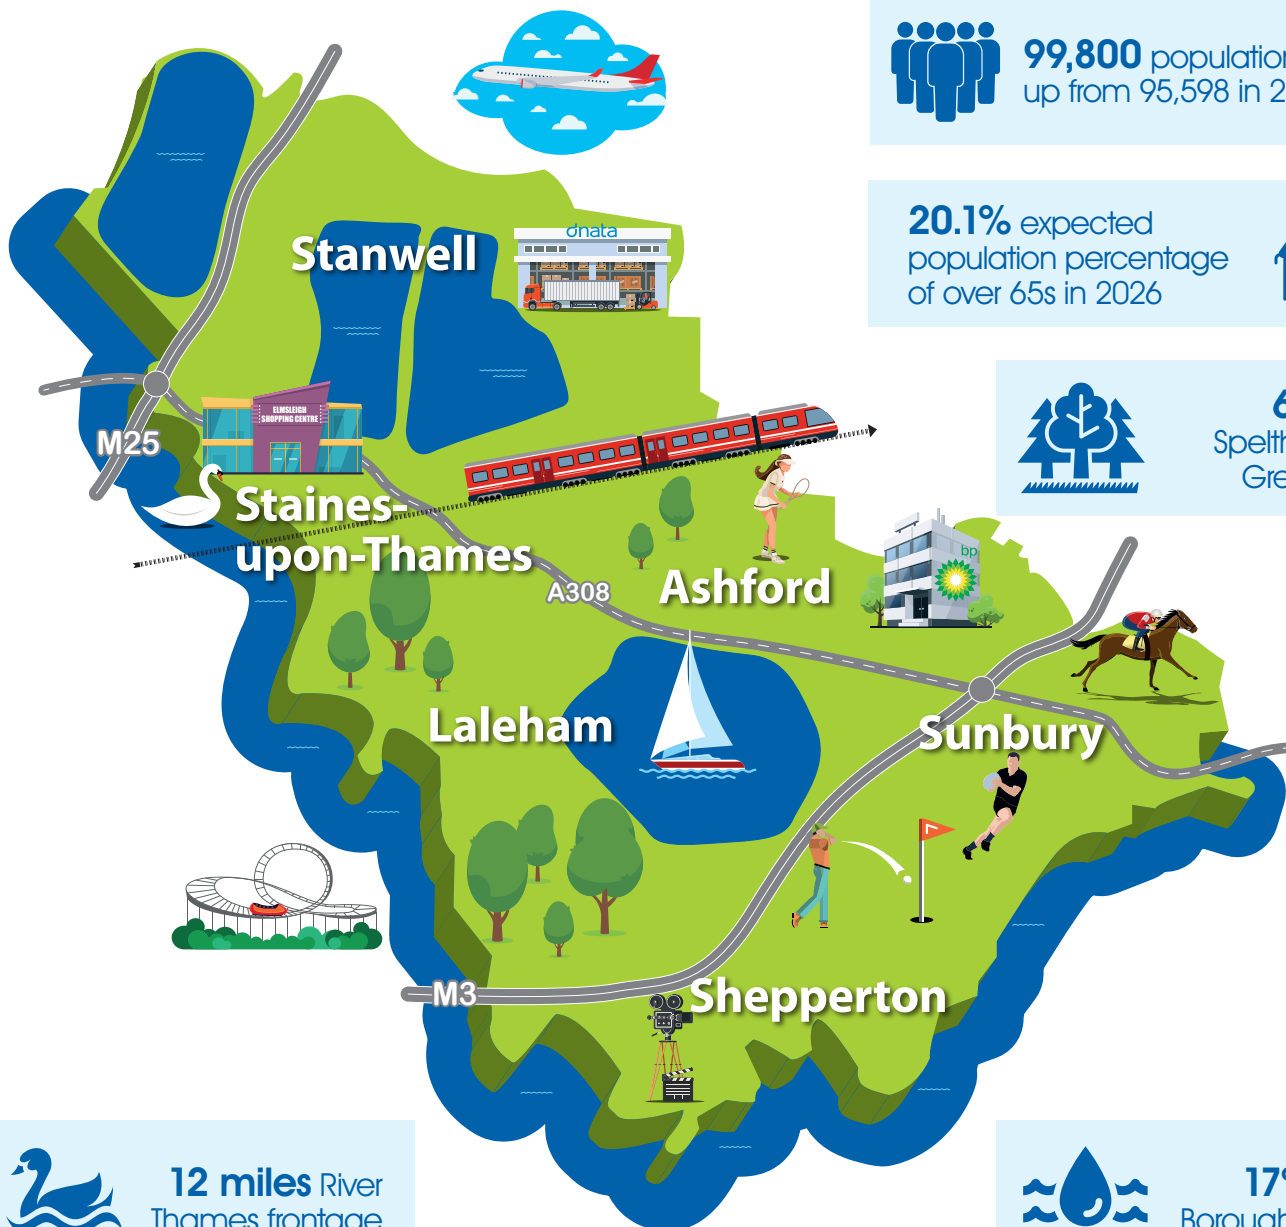 99,800 population
up from 95,598 in 2
20.1% expected
population percentage
of over 65s in 2026
dnata
Stanwell
ELMSLEIGH
SHOPPING CENTRE
M25
6
Spelth
Gre
Staines-
upon-Thames
bp
A308
Ashford
Laleham
Sunbury
M3
Shepperton
12 miles River
Thames frontage
17%
Borough